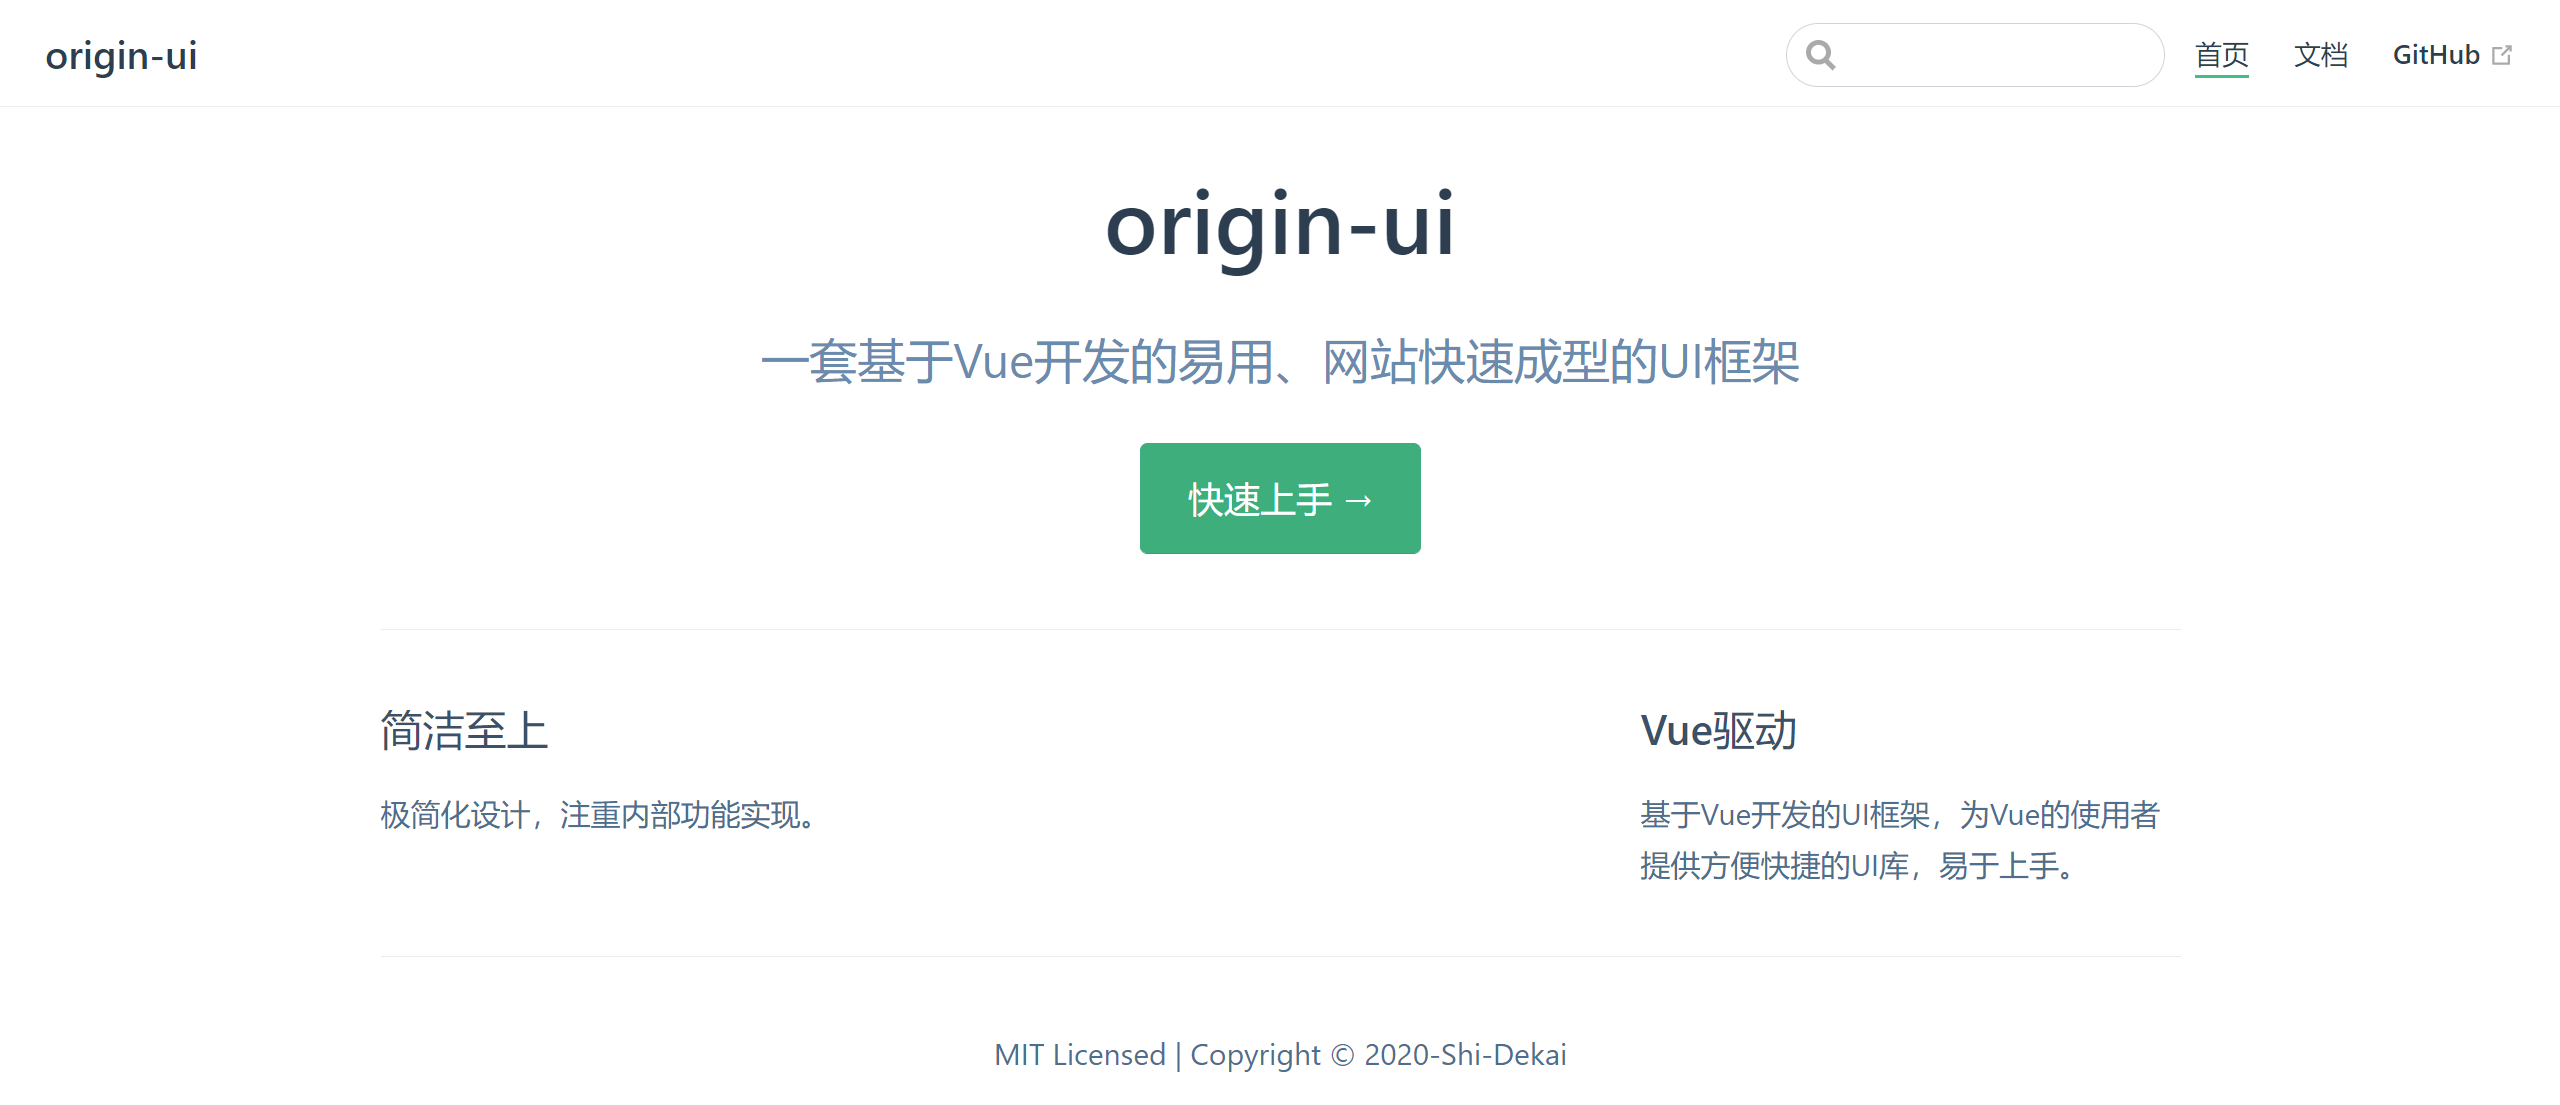 origin-ui
首页
文档
GitHub
origin-ui
一套基于Vue开发的易用、网站快速成型的UI框架
快速上手 →
简洁至上
极简化设计，注重内部功能实现。
Vue驱动
基于Vue开发的UI框架，为Vue的使用者
提供方便快捷的UI库，易于上手。
MIT Licensed | Copyright © 2020-Shi-Dekai